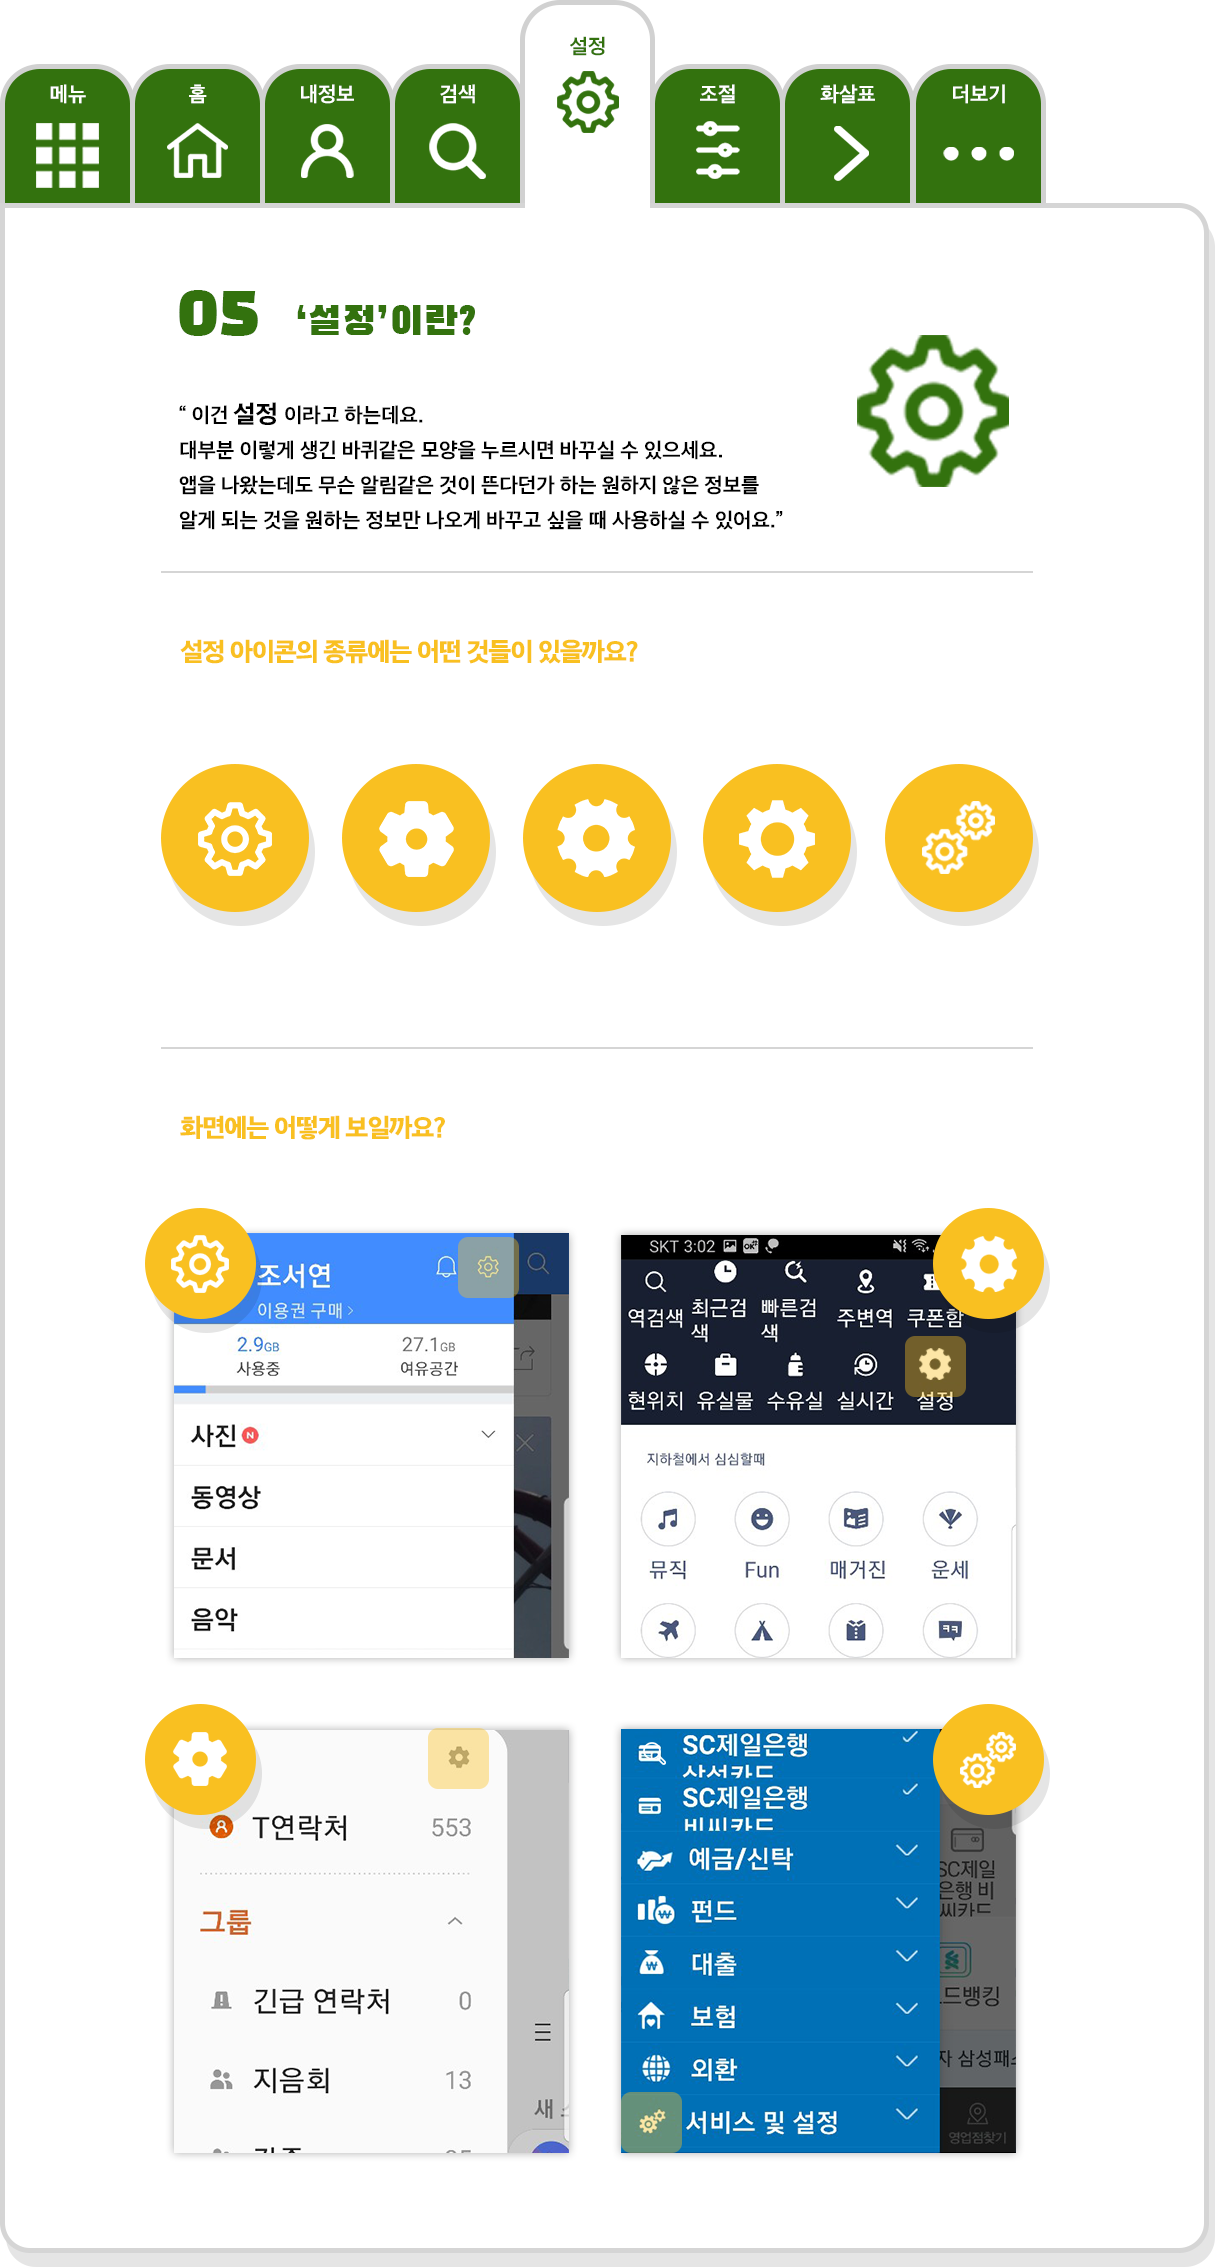 설정
메뉴
홈
내정보
검색
조절
화살표
더보기
05 ‘설정’이란?
“ 이건 설정 이라고 하는데요.
대부분 이렇게 생긴 바퀴같은 모양을 누르시면 바꾸실 수 있으세요.
앱을 나왔는데도 무슨 알림같은 것이 뜬다던가 하는 원하지 않은 정보를
알게 되는 것을 원하는 정보만 나오게 바꾸고 싶을 때 사용하실 수 있어요.”
설정 아이콘의 종류에는 어떤 것들이 있을까요?
화면에는 어떻게 보일까요?
조서연
이용권 구매 >
2.9GB
사용중
27.1GB
여유공간
사진 N
동영상
문서
음악
SKT 3:02
역검색
최근검
색
빠른검
색
주변역
쿠폰함
현위치
유실물
수유실
실시간
설정
지하철에서 심심할때
뮤직
Fun
매거진
운세
ㅋㅋ
T연락처 553
그룹
긴급 연락처 0
지음회 13
새
SC제일은행
삼성카드
SC제일은행
비씨카드
예금/신탁
펀드
대출
보험
외환
서비스 및 설정
SC제일
은행 비
씨카드
드뱅킹
자 삼성패스
영업점찾기